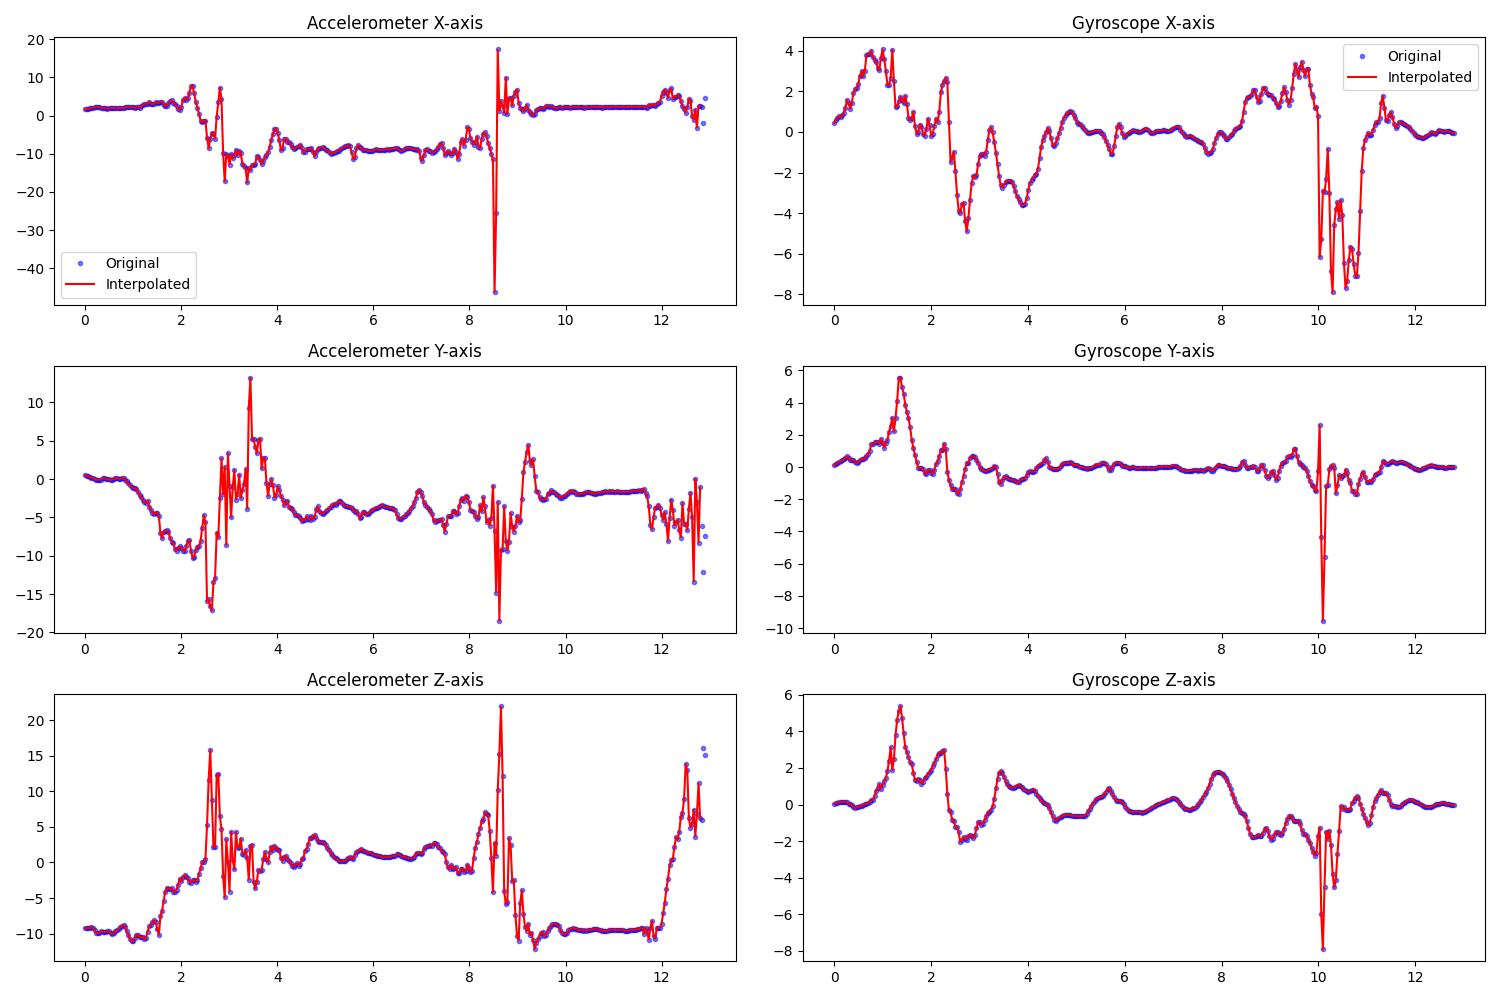 Accelerometer X-axis
20
10
0
−10
−20
−30
−40
Original
Interpolated
0 2 4 6 8 10 12
Gyroscope X-axis
4
2
0
−2
−4
−6
−8
Original
Interpolated
0 2 4 6 8 10 12
Accelerometer Y-axis
10
5
0
−5
−10
−15
−20
0 2 4 6 8 10 12
Gyroscope Y-axis
6
4
2
0
−2
−4
−6
−8
−10
0 2 4 6 8 10 12
Accelerometer Z-axis
20
15
10
5
0
−5
−10
0 2 4 6 8 10 12
Gyroscope Z-axis
6
4
2
0
−2
−4
−6
−8
0 2 4 6 8 10 12